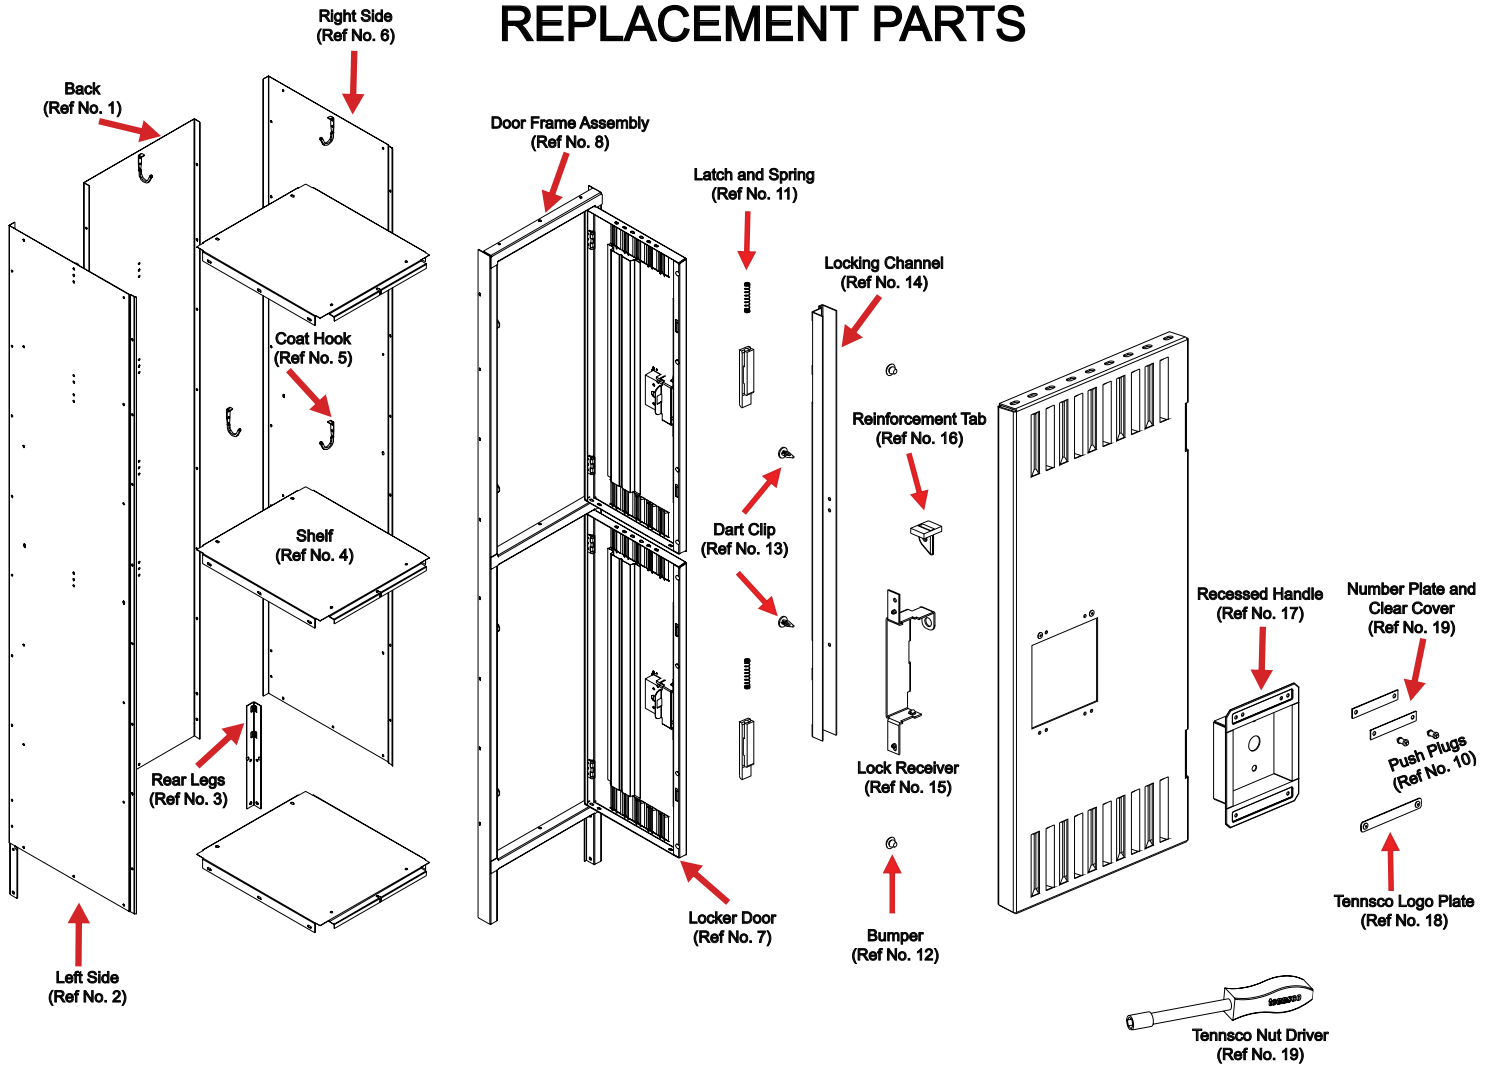 REPLACEMENT PARTS
Right Side
(Ref No. 6)
Back
(Ref No. 1)
Door Frame Assembly
(Ref No. 8)
Latch and Spring
(Ref No. 11)
Locking Channel
(Ref No. 14)
Coat Hook
(Ref No. 5)
Reinforcement Tab
(Ref No. 16)
Shelf
(Ref No. 4)
Dart Clip
(Ref No. 13)
Recessed Handle
(Ref No. 17)
Number Plate and
Clear Cover
(Ref No. 19)
Push Plugs
(Ref No. 10)
Rear Legs
(Ref No. 3)
Lock Receiver
(Ref No. 15)
Locker Door
(Ref No. 7)
Bumper
(Ref No. 12)
Tennsco Logo Plate
(Ref No. 18)
Left Side
(Ref No. 2)
tennsco
Tennsco Nut Driver
(Ref No. 19)